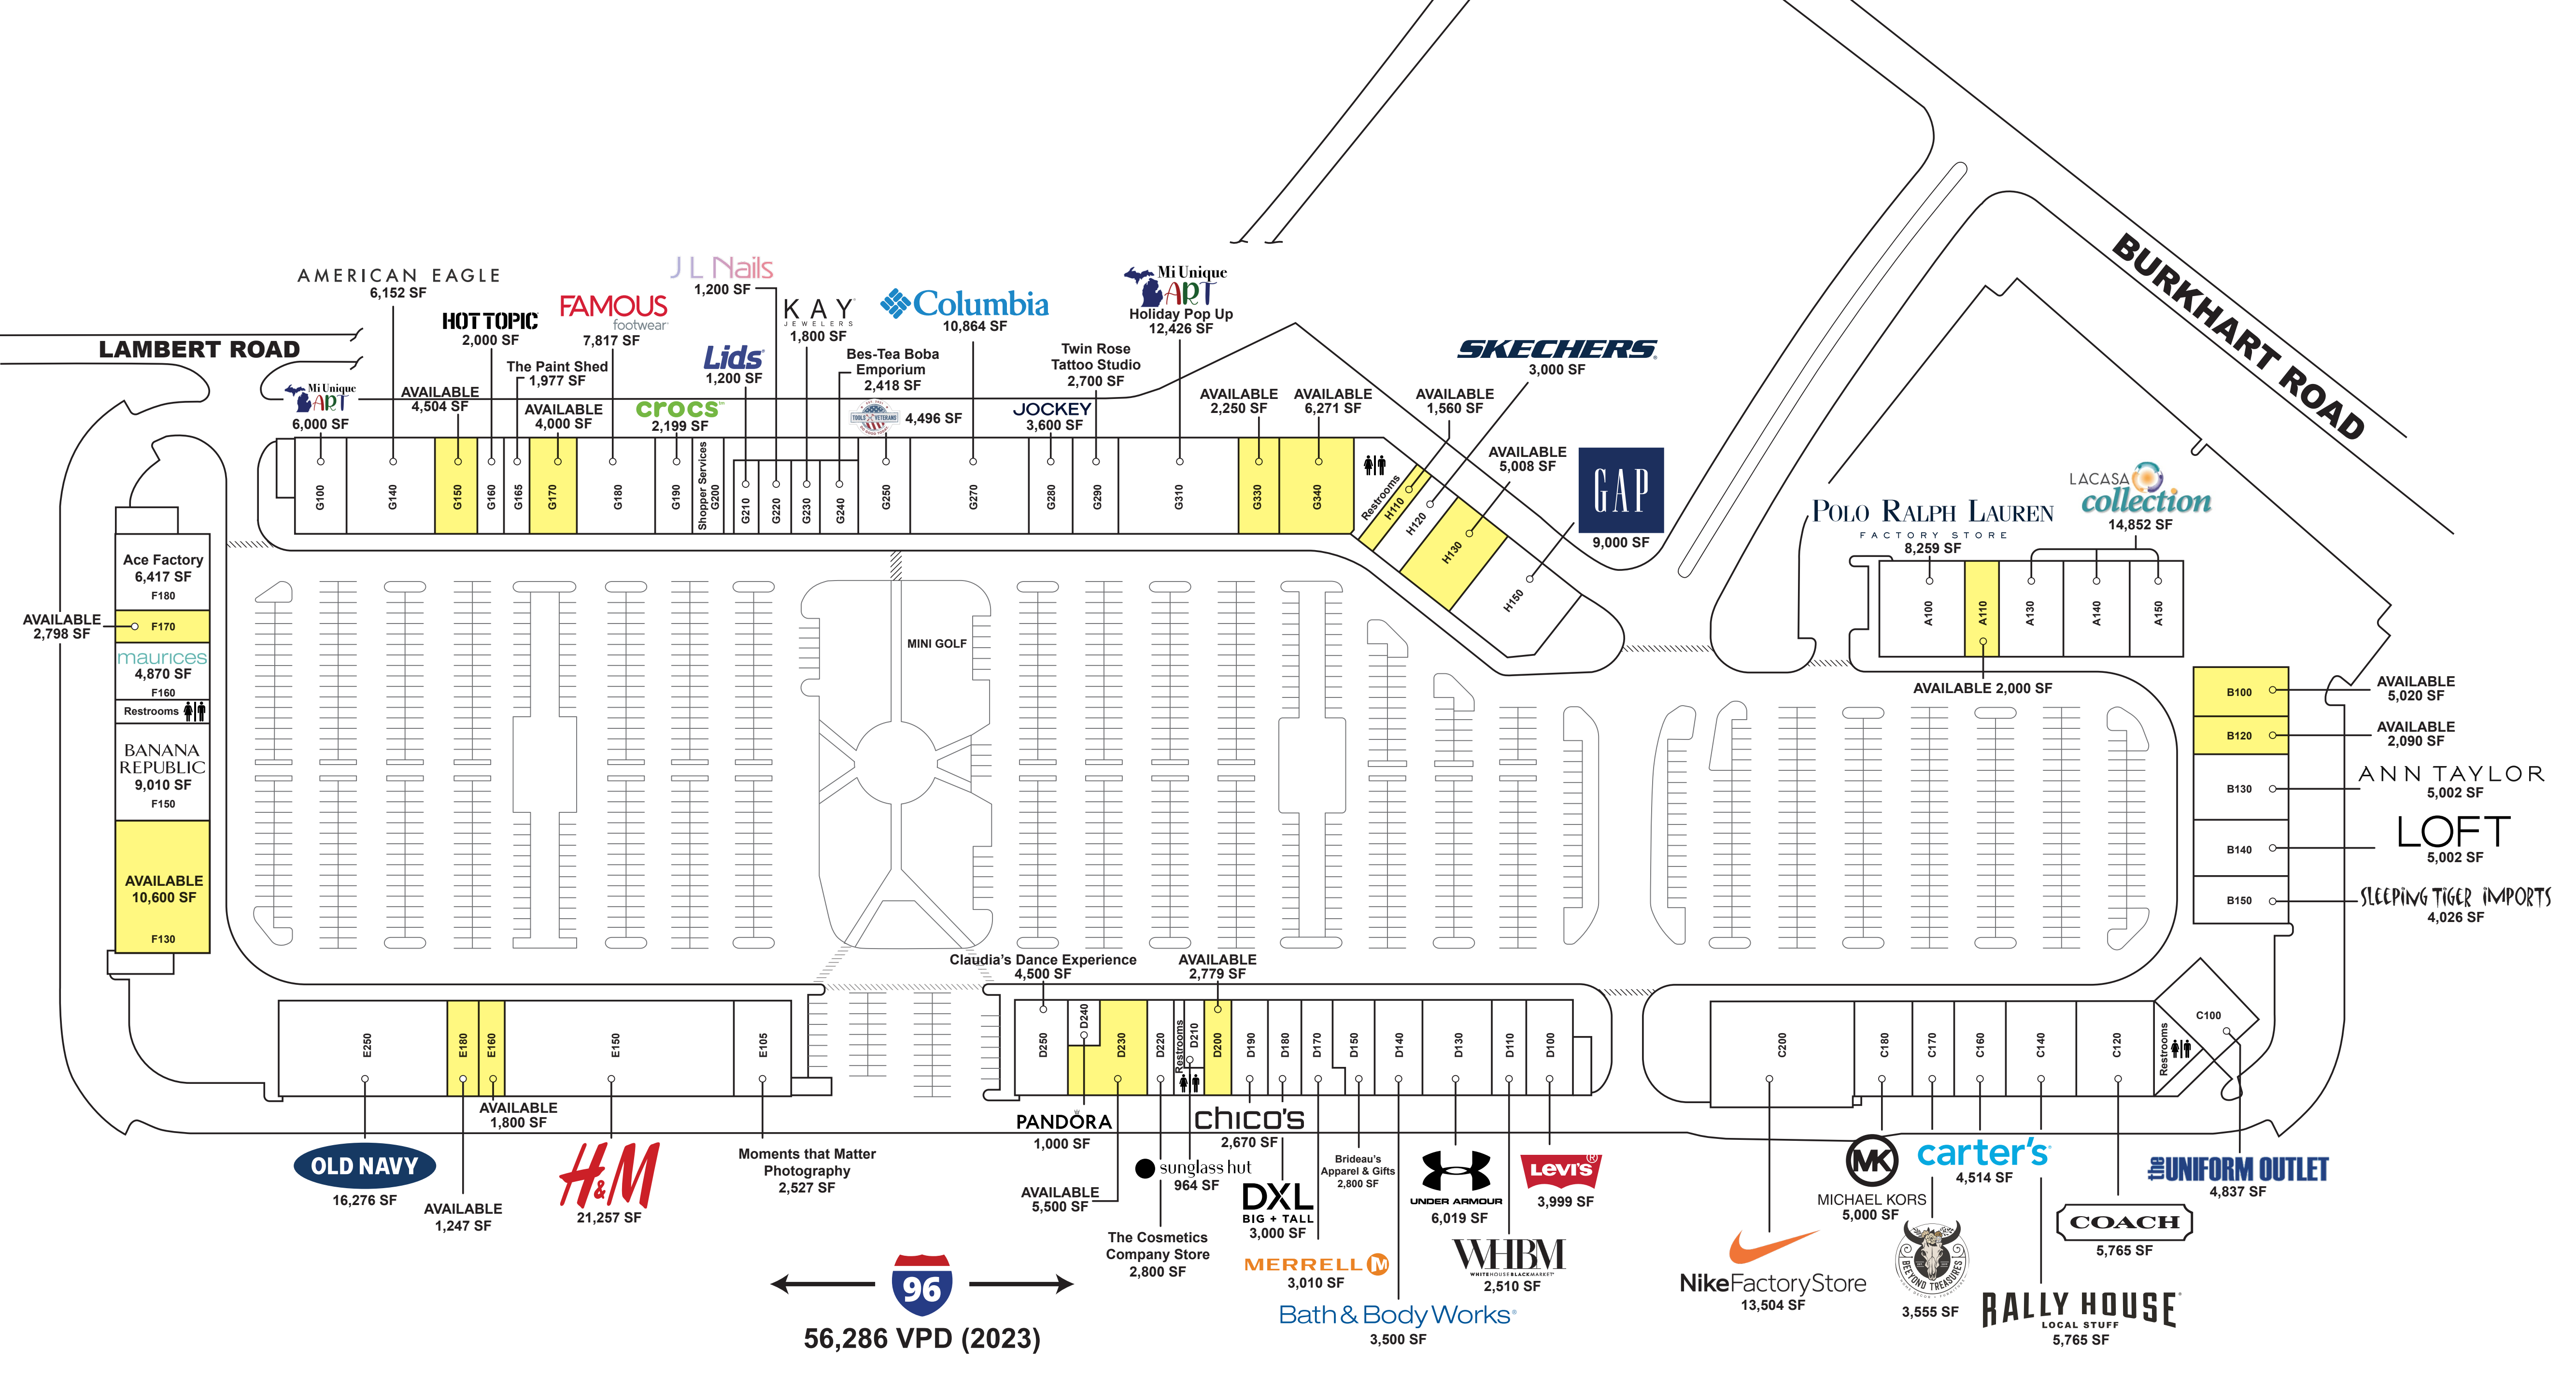 BURKHART ROAD
LAMBERT ROAD
AMERICAN EAGLE
6,152 SF
HOT TOPIC
2,000 SF
FAMOUS
footwear
7,817 SF
The Paint Shed
1,977 SF
J L Nails
1,200 SF
Lids
1,200 SF
KAY
JEWELERS
1,800 SF
Columbia
10,864 SF
Bes-Tea Boba
Emporium
2,418 SF
Twin Rose
Tattoo Studio
2,700 SF
Mi Unique
ART
Holiday Pop Up
12,426 SF
SKECHERS
3,000 SF
Mi Unique
ART
6,000 SF
AVAILABLE
4,504 SF
AVAILABLE
4,000 SF
crocs
2,199 SF
TOOLS VETERANS
4,496 SF
JOCKEY
3,600 SF
AVAILABLE
2,250 SF
AVAILABLE
6,271 SF
AVAILABLE
1,560 SF
AVAILABLE
5,008 SF
GAP
9,000 SF
G100
G140
G150
G160
G165
G170
G180
G190
Shopper Services
G200
G210
G220
G230
G240
G250
G270
G280
G290
G310
G330
G340
Restrooms
H110
H120
H130
H150
POLO RALPH LAUREN
FACTORY STORE
8,259 SF
LACASA
collection
14,852 SF
A100
A110
A130
A140
A150
AVAILABLE 2,000 SF
Ace Factory
6,417 SF
F180
AVAILABLE
2,798 SF
F170
maurices
4,870 SF
F160
Restrooms
BANANA
REPUBLIC
9,010 SF
F150
AVAILABLE
10,600 SF
F130
MINI GOLF
B100
AVAILABLE
5,020 SF
B120
AVAILABLE
2,090 SF
B130
ANN TAYLOR
5,002 SF
B140
LOFT
5,002 SF
B150
SLEEPING TIGER IMPORTS
4,026 SF
Claudia's Dance Experience
4,500 SF
AVAILABLE
2,779 SF
E250
E180
E160
E150
E105
D250
D240
D230
D220
Restrooms
D210
D200
D190
D180
D170
D150
D140
D130
D110
D100
C200
C180
C170
C160
C140
C120
Restrooms
C100
OLD NAVY
16,276 SF
AVAILABLE
1,800 SF
AVAILABLE
1,247 SF
H&M
21,257 SF
Moments that Matter
Photography
2,527 SF
PANDORA
1,000 SF
AVAILABLE
5,500 SF
sunglass hut
964 SF
The Cosmetics
Company Store
2,800 SF
chico's
2,670 SF
DXL
BIG + TALL
3,000 SF
MERRELL M
3,010 SF
Brideau's
Apparel & Gifts
2,800 SF
Bath & Body Works®
3,500 SF
UNDER ARMOUR
6,019 SF
WHBM
WHITE HOUSE BLACK MARKET
2,510 SF
LEVI'S®
3,999 SF
NikeFactoryStore
13,504 SF
MK
MICHAEL KORS
5,000 SF
carter's
4,514 SF
BEEYOND TREASURES
3,555 SF
RALLY HOUSE
LOCAL STUFF
5,765 SF
COACH
5,765 SF
the UNIFORM OUTLET
4,837 SF
96
56,286 VPD (2023)